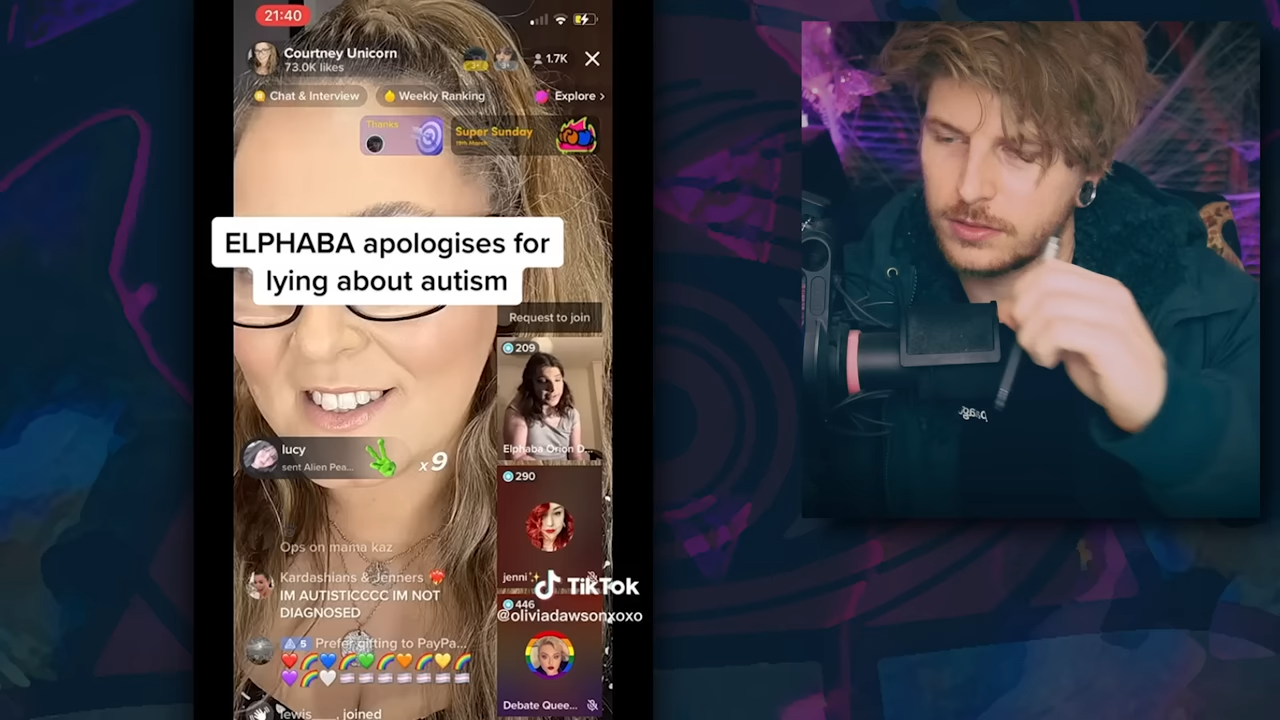 21:40
Courtney Unicorn
73.0K likes
1.7K
Chat & Interview
Weekly Ranking
Explore >
Thanks
Super Sunday
ELPHABA apologises for
lying about autism
Request to join
209
Elphaba Orion D...
lucy
sent Alien Pea...
x9
290
Ops on mama kaz
Kardashians & Jenners
IM AUTISTICCCC IM NOT
DIAGNOSED
jenni
TikTok
@oliviadawsonxoxo
446
5 Prefer gifting to PayPa...
Debate Quee...
lewis___ joined